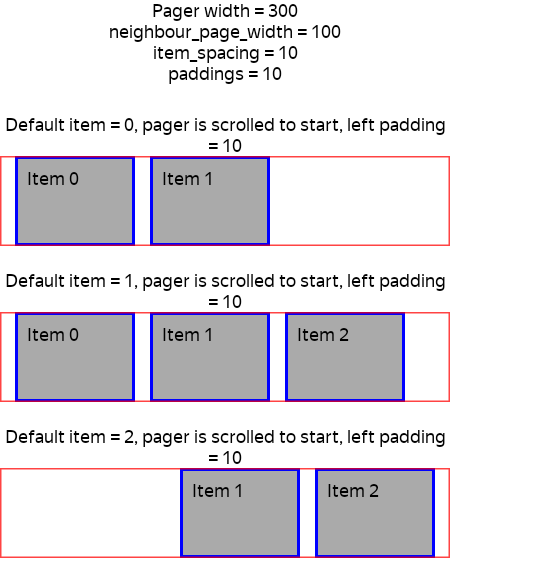 Pager width = 300
neighbour_page_width = 100
item_spacing = 10
paddings = 10
Default item = 0, pager is scrolled to start, left padding
= 10
Item 0 Item 1
Default item = 1, pager is scrolled to start, left padding
= 10
Item 0 Item 1 Item 2
Default item = 2, pager is scrolled to start, left padding
= 10
Item 1 Item 2